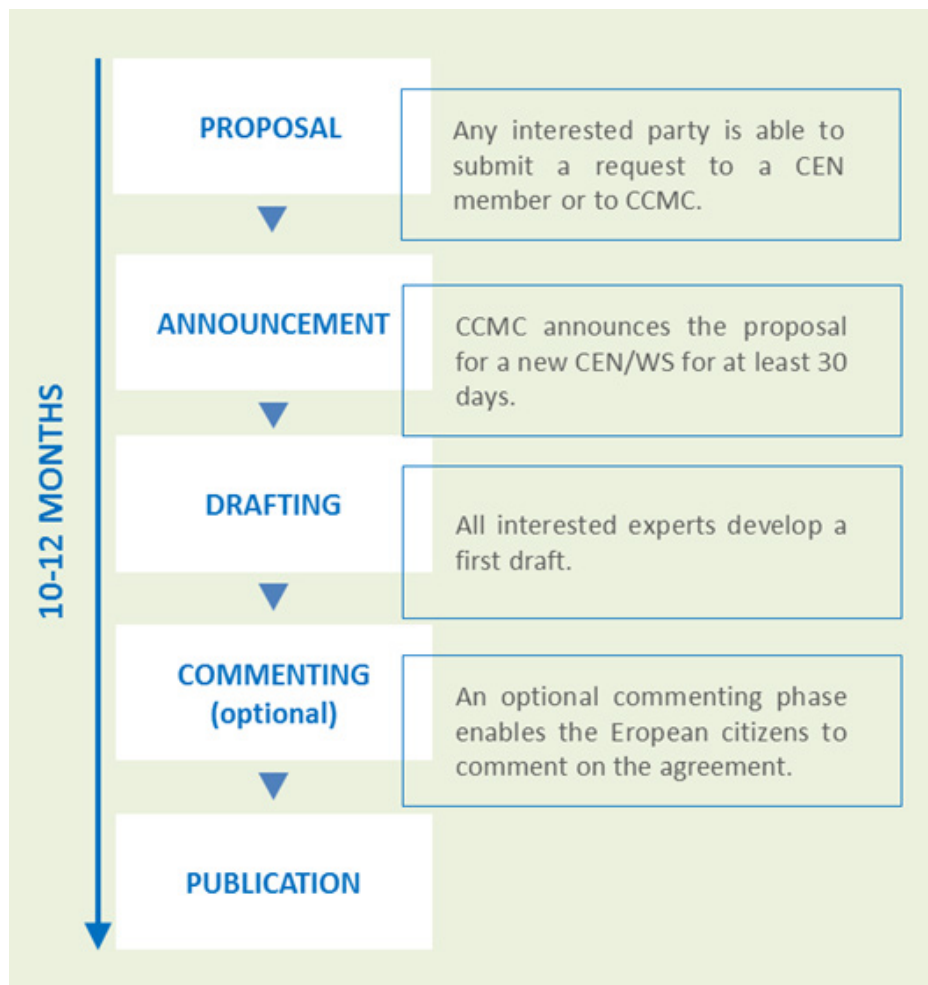 PROPOSAL
Any interested party is able to
submit a request to a CEN
member or to CCMC.
ANNOUNCEMENT
CCMC announces the proposal
for a new CEN/WS for at least 30
days.
10-12 MONTHS
DRAFTING
All interested experts develop a
first draft.
COMMENTING
(optional)
An optional commenting phase
enables the Eropean citizens to
comment on the agreement.
PUBLICATION